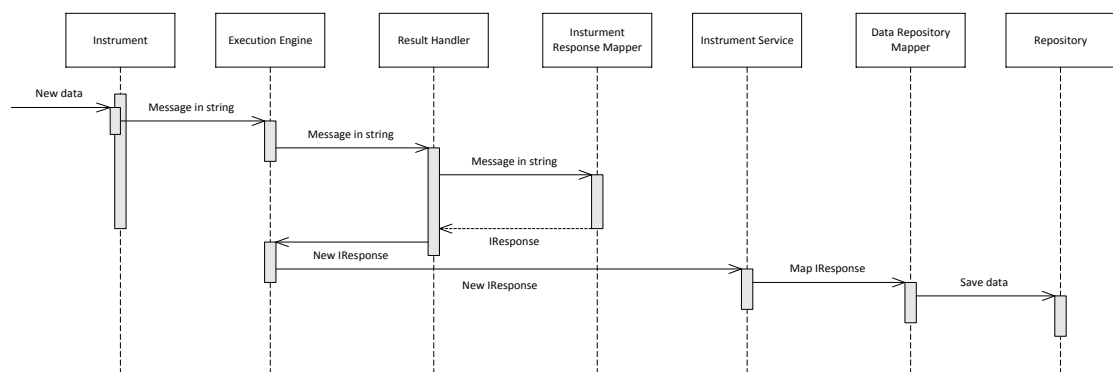 Instrument
Execution Engine
Result Handler
Insturment
Response Mapper
Instrument Service
Data Repository
Mapper
Repository
New data
Message in string
Message in string
Message in string
IResponse
New IResponse
New IResponse
Map IResponse
Save data